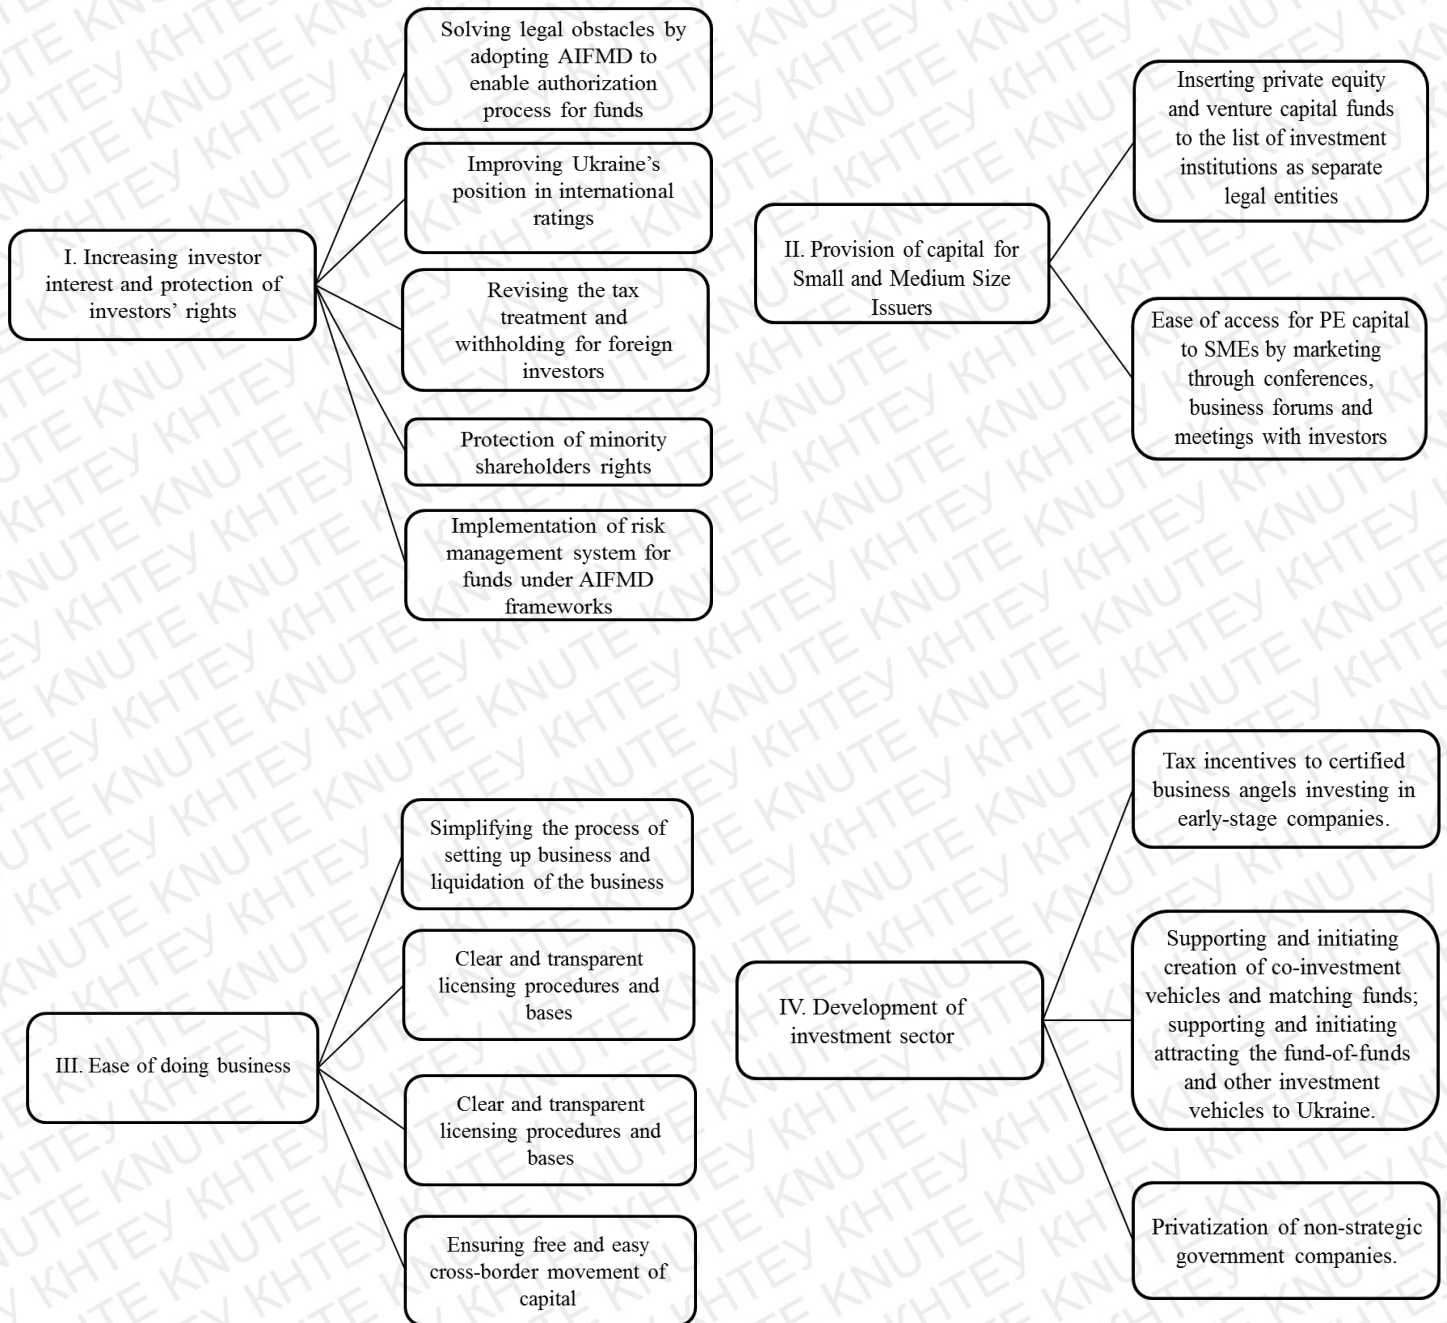 I. Increasing investor
interest and protection of
investors’ rights
Solving legal obstacles by
adopting AIFMD to
enable authorization
process for funds
Improving Ukraine’s
position in international
ratings
Revising the tax
treatment and
withholding for foreign
investors
Protection of minority
shareholders rights
Implementation of risk
management system for
funds under AIFMD
frameworks
II. Provision of capital for
Small and Medium Size
Issuers
Inserting private equity
and venture capital funds
to the list of investment
institutions as separate
legal entities
Ease of access for PE capital
to SMEs by marketing
through conferences,
business forums and
meetings with investors
III. Ease of doing business
Simplifying the process of
setting up business and
liquidation of the business
Clear and transparent
licensing procedures and
bases
Clear and transparent
licensing procedures and
bases
Ensuring free and easy
cross-border movement of
capital
IV. Development of
investment sector
Tax incentives to certified
business angels investing in
early-stage companies.
Supporting and initiating
creation of co-investment
vehicles and matching funds;
supporting and initiating
attracting the fund-of-funds
and other investment
vehicles to Ukraine.
Privatization of non-strategic
government companies.
KNUTE КНТЕУ